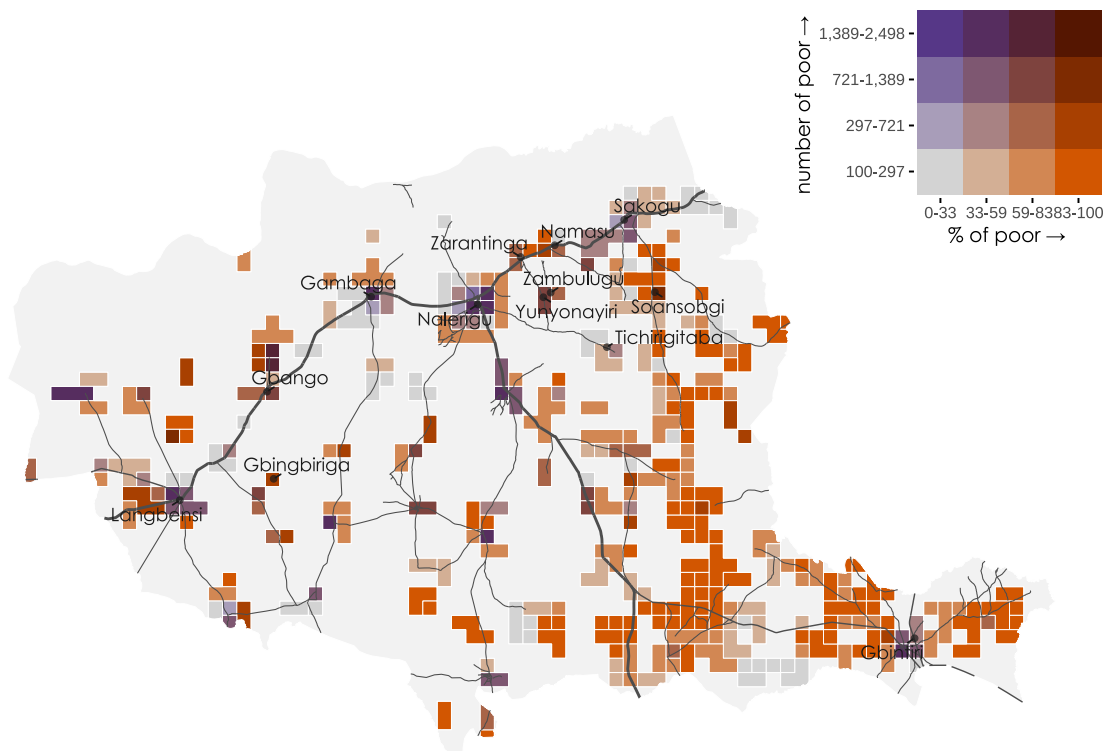 number of poor →
1,389-2,498
721-1,389
297-721
100-297
0-33 33-59 59-83 83-100
% of poor →
Sakogu
Namasu
Zarantinga
Gambaga
Zambulugu
Nalerigu
Yunyonayiri
Soansobgi
Tichirigitaba
Gbango
Gbingbiriga
Langbensi
Gbintiri